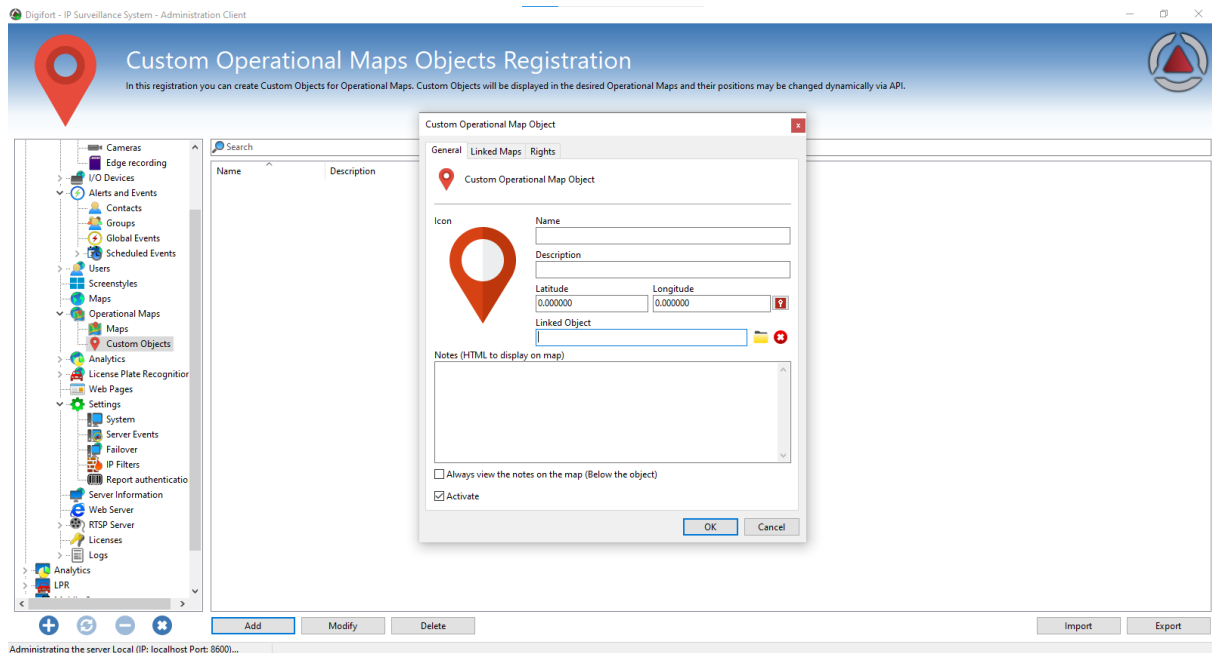 Digifort - IP Surveillance System - Administration Client
Custom Operational Maps Objects Registration
In this registration you can create Custom Objects for Operational Maps. Custom Objects will be displayed in the desired Operational Maps and their positions may be changed dynamically via API.
Cameras
Edge recording
I/O Devices
Alerts and Events
Contacts
Groups
Global Events
Scheduled Events
Users
Screenstyles
Maps
Operational Maps
Maps
Custom Objects
Analytics
License Plate Recognition
Web Pages
Settings
System
Server Events
Failover
IP Filters
Report authenticatio
Server Information
Web Server
RTSP Server
Licenses
Logs
Analytics
LPR
Search
Name Description
Custom Operational Map Object
General Linked Maps Rights
Custom Operational Map Object
Icon
Name
Description
Latitude Longitude
0.000000 0.000000
Linked Object
Notes (HTML to display on map)
Always view the notes on the map (Below the object)
Activate
OK Cancel
Add Modify Delete Import Export
Administrating the server Local (IP: localhost Port: 8600)...